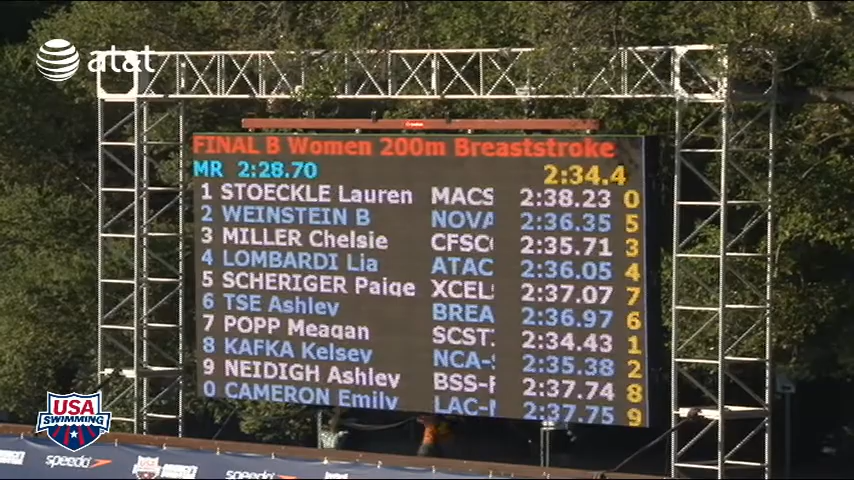 at&t
FINAL B Women 200m Breaststroke
MR 2:28.70 2:34.4
1 STOECKLE Lauren MACS 2:38.23 0
2 WEINSTEIN B NOVA 2:36.35 5
3 MILLER Chelsie CFSC 2:35.71 3
4 LOMBARDI Lia ATAC 2:36.05 4
5 SCHERIGER Paige XCEL 2:37.07 7
6 TSE Ashley BREA 2:36.97 6
7 POPP Meagan SCST 2:34.43 1
8 KAFKA Kelsey NCA- 2:35.38 2
9 NEIDIGH Ashley BSS-F 2:37.74 8
0 CAMERON Emily LAC- 2:37.75 9
USA
SWIMMING
speedo
speedo